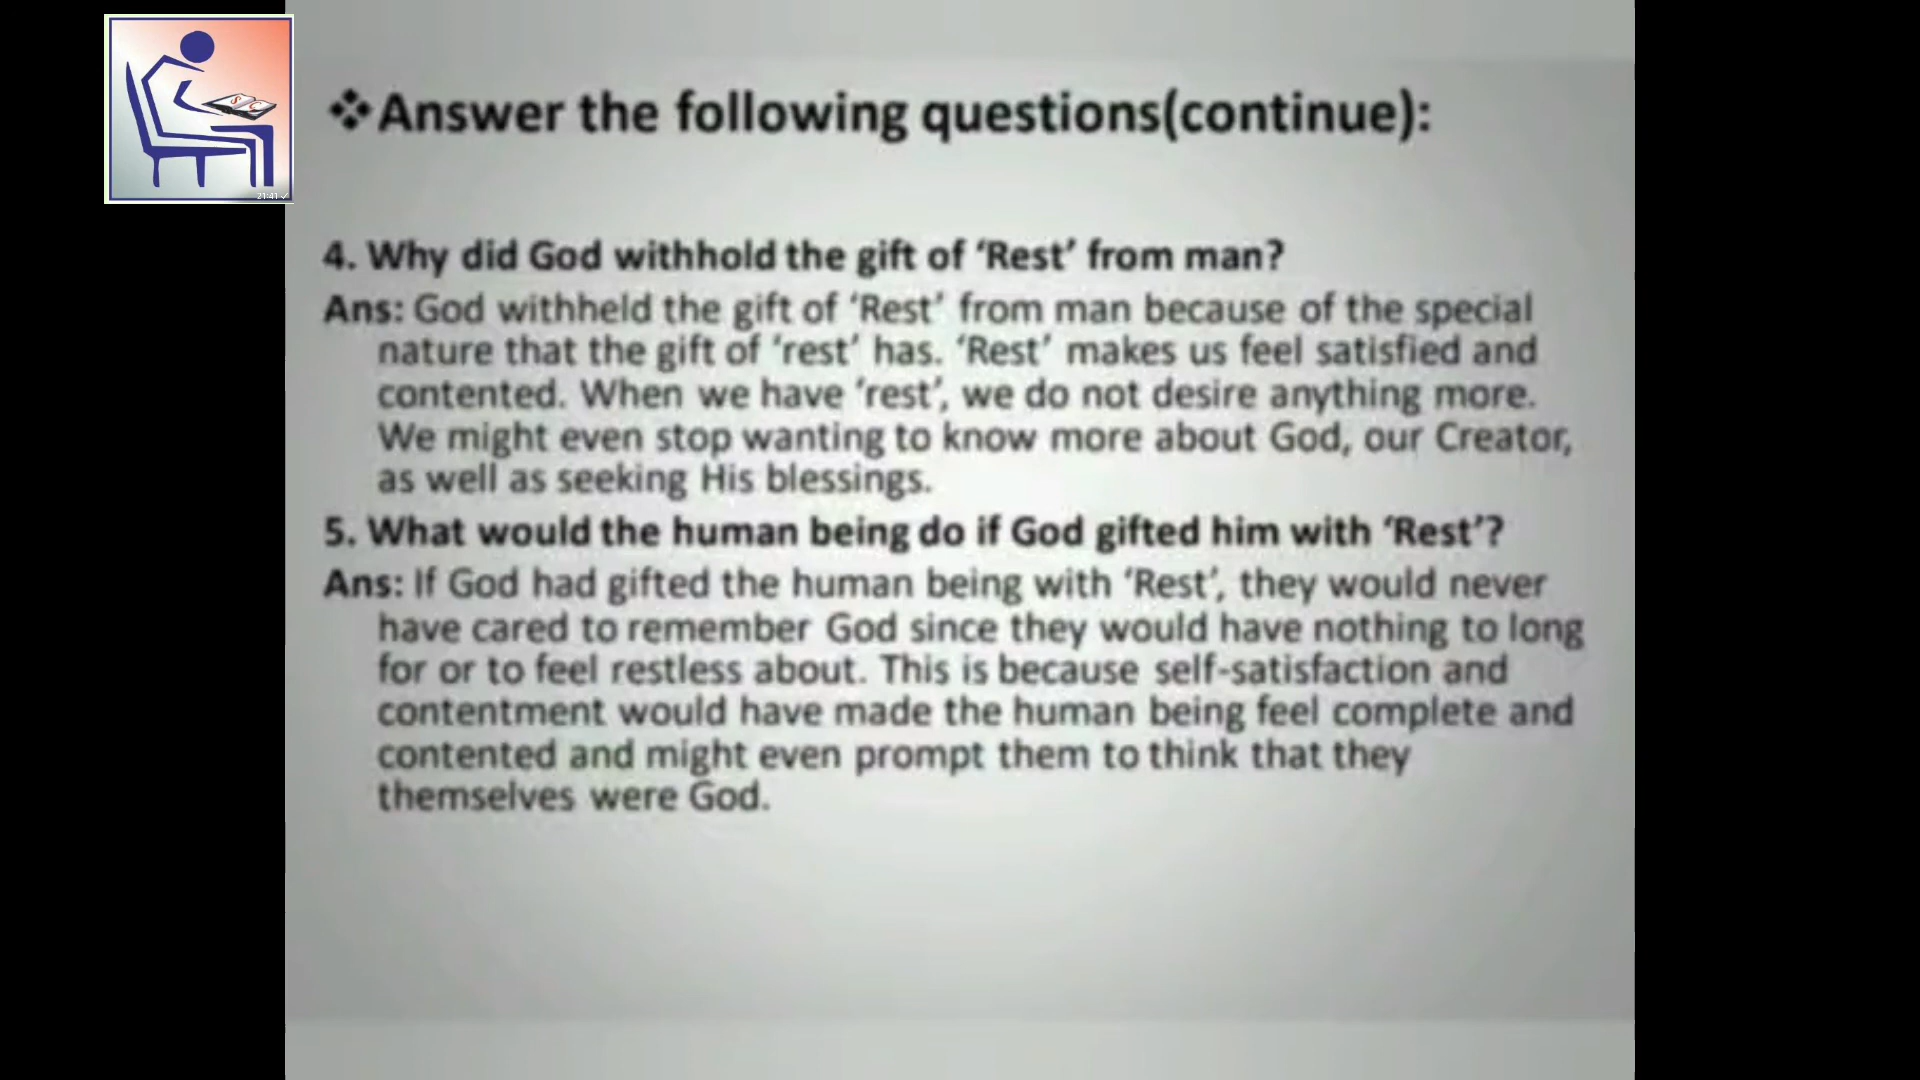 ❖Answer the following questions(continue):
4. Why did God withhold the gift of ‘Rest’ from man?
Ans: God withheld the gift of ‘Rest’ from man because of the special
nature that the gift of ‘rest’ has. ‘Rest’ makes us feel satisfied and
contented. When we have ‘rest’, we do not desire anything more.
We might even stop wanting to know more about God, our Creator,
as well as seeking His blessings.
5. What would the human being do if God gifted him with ‘Rest’?
Ans: If God had gifted the human being with ‘Rest’, they would never
have cared to remember God since they would have nothing to long
for or to feel restless about. This is because self-satisfaction and
contentment would have made the human being feel complete and
contented and might even prompt them to think that they
themselves were God.
S C
21:41 ✓